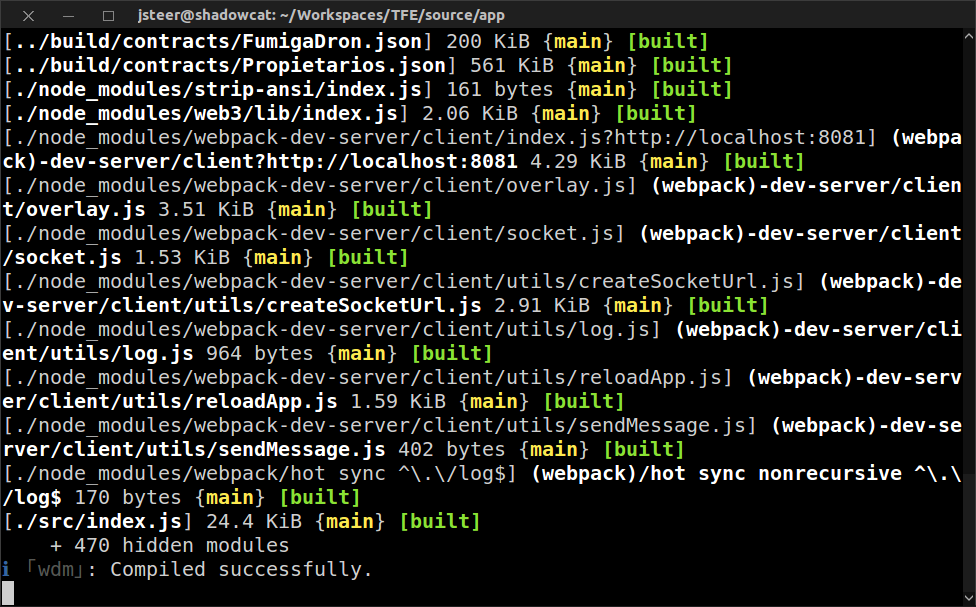 jsteer@shadowcat: ~/Workspaces/TFE/source/app
[../build/contracts/FumigaDron.json] 200 KiB {main} [built]
[../build/contracts/Propietarios.json] 561 KiB {main} [built]
[./node_modules/strip-ansi/index.js] 161 bytes {main} [built]
[./node_modules/web3/lib/index.js] 2.06 KiB {main} [built]
[./node_modules/webpack-dev-server/client/index.js?http://localhost:8081] (webpa
ck)-dev-server/client?http://localhost:8081 4.29 KiB {main} [built]
[./node_modules/webpack-dev-server/client/overlay.js] (webpack)-dev-server/clien
t/overlay.js 3.51 KiB {main} [built]
[./node_modules/webpack-dev-server/client/socket.js] (webpack)-dev-server/client
/socket.js 1.53 KiB {main} [built]
[./node_modules/webpack-dev-server/client/utils/createSocketUrl.js] (webpack)-de
v-server/client/utils/createSocketUrl.js 2.91 KiB {main} [built]
[./node_modules/webpack-dev-server/client/utils/log.js] (webpack)-dev-server/cli
ent/utils/log.js 964 bytes {main} [built]
[./node_modules/webpack-dev-server/client/utils/reloadApp.js] (webpack)-dev-serv
er/client/utils/reloadApp.js 1.59 KiB {main} [built]
[./node_modules/webpack-dev-server/client/utils/sendMessage.js] (webpack)-dev-se
rver/client/utils/sendMessage.js 402 bytes {main} [built]
[./node_modules/webpack/hot sync ^\.\/log$] (webpack)/hot sync nonrecursive ^\.\
/log$ 170 bytes {main} [built]
[./src/index.js] 24.4 KiB {main} [built]
    + 470 hidden modules
ℹ 「wdm」: Compiled successfully.